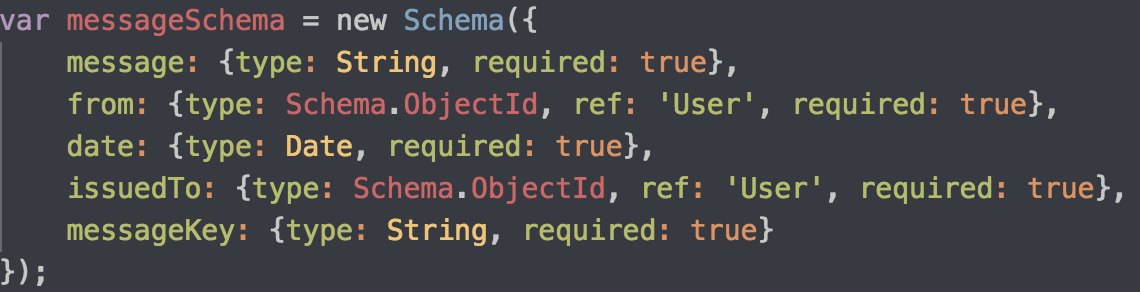 var messageSchema = new Schema({
    message: {type: String, required: true},
    from: {type: Schema.ObjectId, ref: 'User', required: true},
    date: {type: Date, required: true},
    issuedTo: {type: Schema.ObjectId, ref: 'User', required: true},
    messageKey: {type: String, required: true}
});